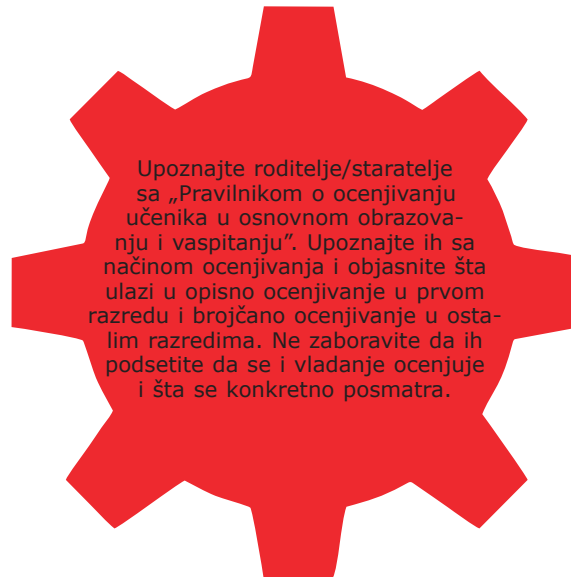 Upoznajte roditelje/staratelje
sa „Pravilnikom o ocenjivanju
učenika u osnovnom obrazova-
nju i vaspitanju”. Upoznajte ih sa
načinom ocenjivanja i objasnite šta
ulazi u opisno ocenjivanje u prvom
razredu i brojčano ocenjivanje u osta-
lim razredima. Ne zaboravite da ih
podsetite da se i vladanje ocenjuje
i šta se konkretno posmatra.